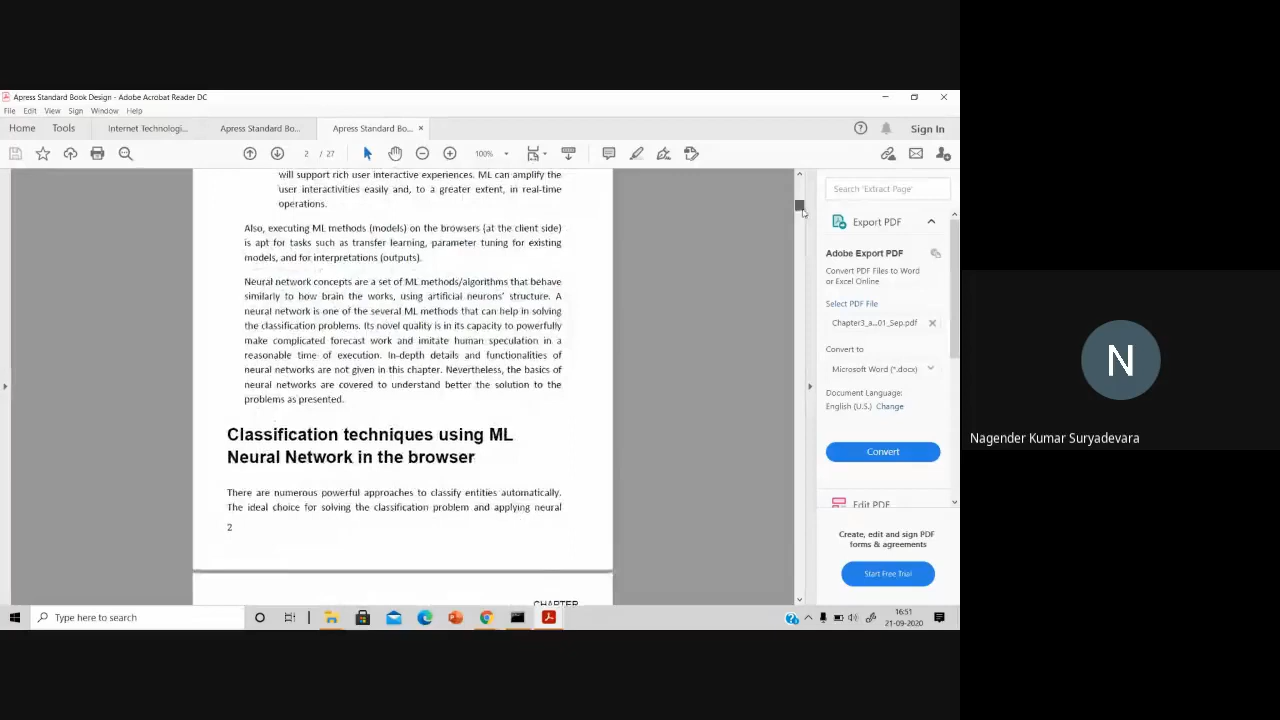 Apress Standard Book Design - Adobe Acrobat Reader DC
File Edit View Sign Window Help
Home Tools Internet Technologi... Apress Standard Bo... Apress Standard Bo... × Sign In
2 / 27 100%
will support rich user interactive experiences. ML can amplify the
user interactivities easily and, to a greater extent, in real-time
operations.
Also, executing ML methods (models) on the browsers (at the client side)
is apt for tasks such as transfer learning, parameter tuning for existing
models, and for interpretations (outputs).
Neural network concepts are a set of ML methods/algorithms that behave
similarly to how brain the works, using artificial neurons' structure. A
neural network is one of the several ML methods that can help in solving
the classification problems. Its novel quality is in its capacity to powerfully
make complicated forecast work and imitate human speculation in a
reasonable time of execution. In-depth details and functionalities of
neural networks are not given in this chapter. Nevertheless, the basics of
neural networks are covered to understand better the solution to the
problems as presented.
Classification techniques using ML
Neural Network in the browser
There are numerous powerful approaches to classify entities automatically.
The ideal choice for solving the classification problem and applying neural
2
CHAPTER
Search 'Extract Page'
Export PDF
Adobe Export PDF
Convert PDF Files to Word
or Excel Online
Select PDF File
Chapter3_a...01_Sep.pdf
Convert to
Microsoft Word (*.docx)
Document Language:
English (U.S.) Change
Convert
Edit PDF
Create, edit and sign PDF
forms & agreements
Start Free Trial
Type here to search
16:51
21-09-2020
N
Nagender Kumar Suryadevara